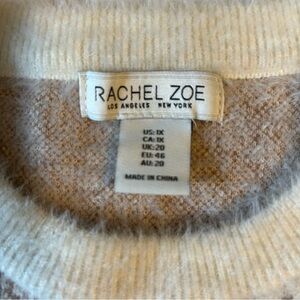 RACHEL ZOE
LOS ANGELES NEW YORK
US: 1X
CA: 1X
UK: 20
EU: 46
AU: 20
MADE IN CHINA